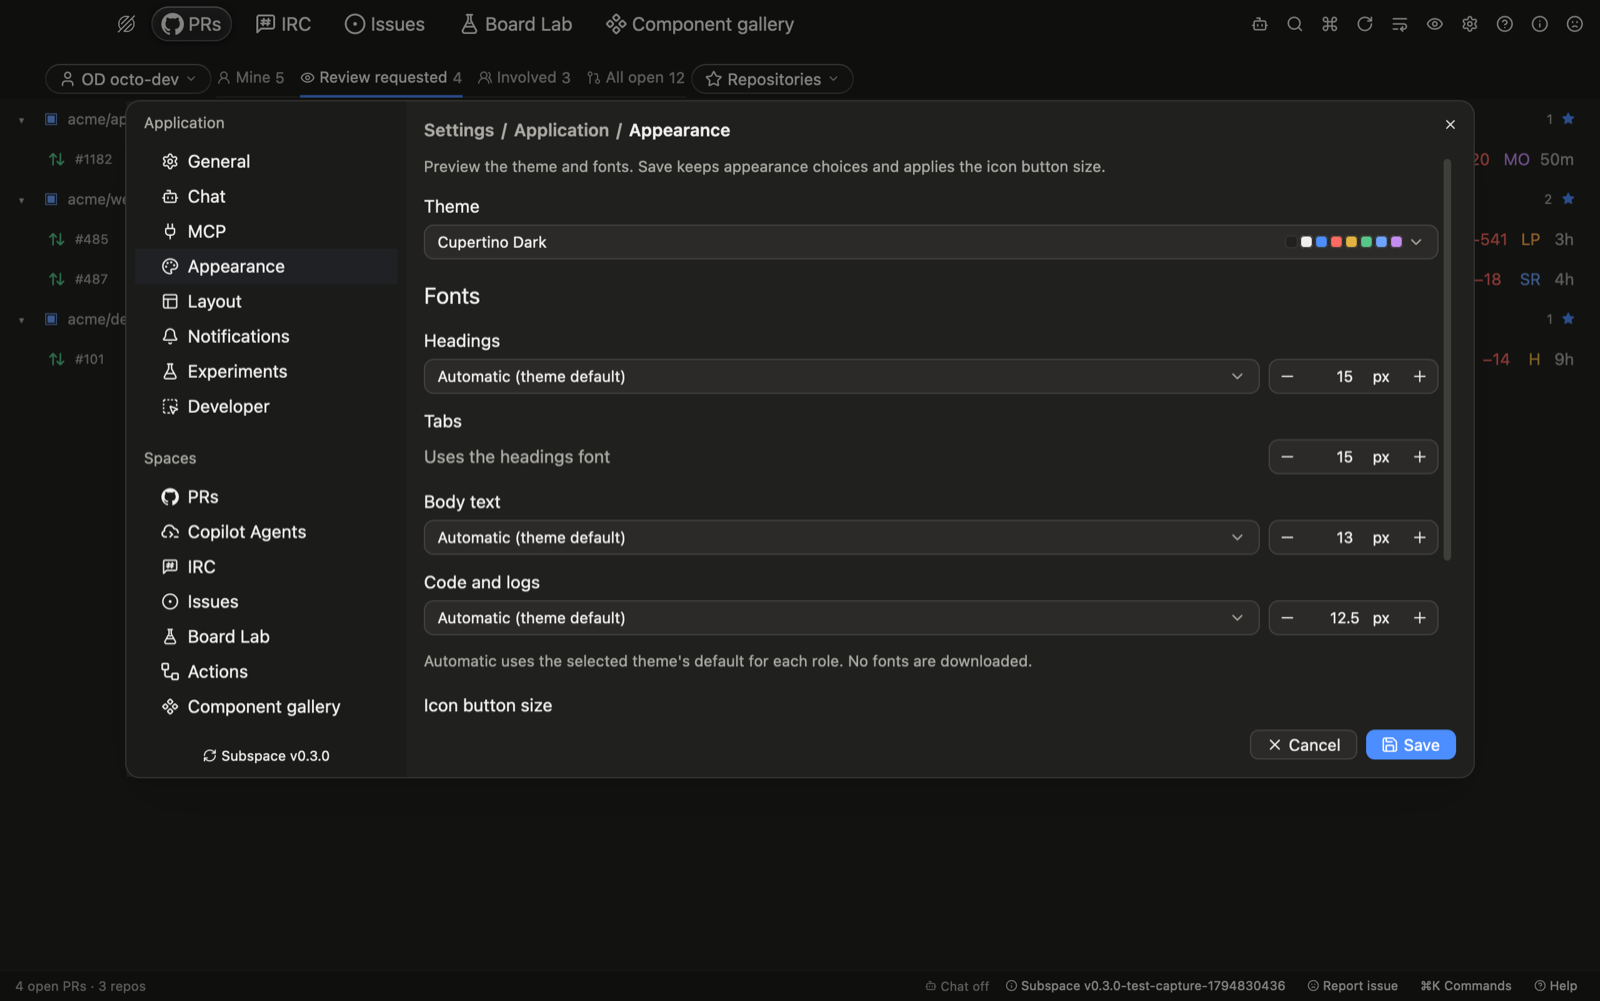 PRs
IRC
Issues
Board Lab
Component gallery
OD octo-dev
Mine 5
Review requested 4
Involved 3
All open 12
Repositories
acme/ap
1
#1182
20 MO 50m
acme/we
2
#485
-541 LP 3h
#487
-18 SR 4h
acme/de
1
#101
-14 H 9h
Application
General
Chat
MCP
Appearance
Layout
Notifications
Experiments
Developer
Spaces
PRs
Copilot Agents
IRC
Issues
Board Lab
Actions
Component gallery
Subspace v0.3.0
Settings / Application / Appearance
Preview the theme and fonts. Save keeps appearance choices and applies the icon button size.
Theme
Cupertino Dark
Fonts
Headings
Automatic (theme default)
− 15 px +
Tabs
Uses the headings font
− 15 px +
Body text
Automatic (theme default)
− 13 px +
Code and logs
Automatic (theme default)
− 12.5 px +
Automatic uses the selected theme's default for each role. No fonts are downloaded.
Icon button size
Cancel
Save
4 open PRs · 3 repos
Chat off
Subspace v0.3.0-test-capture-1794830436
Report issue
⌘K Commands
Help